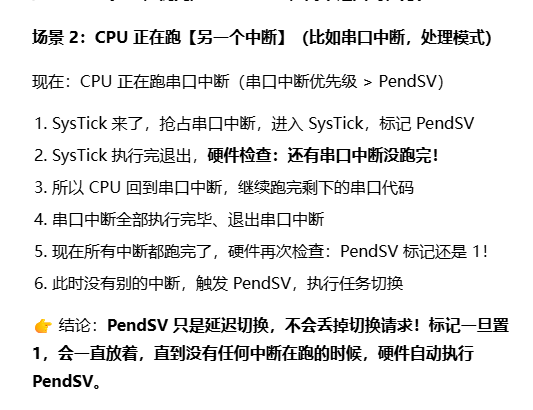 场景 2：CPU 正在跑【另一个中断】（比如串口中断，处理模式）
现在：CPU 正在跑串口中断（串口中断优先级 > PendSV）
1. SysTick 来了，抢占串口中断，进入 SysTick，标记 PendSV
2. SysTick 执行完退出，硬件检查：还有串口中断没跑完！
3. 所以 CPU 回到串口中断，继续跑完剩下的串口代码
4. 串口中断全部执行完毕、退出串口中断
5. 现在所有中断都跑完了，硬件再次检查：PendSV 标记还是 1！
6. 此时没有别的中断，触发 PendSV，执行任务切换
👉 结论：PendSV 只是延迟切换，不会丢掉切换请求！标记一旦置
1，会一直放着，直到没有任何中断在跑的时候，硬件自动执行
PendSV。